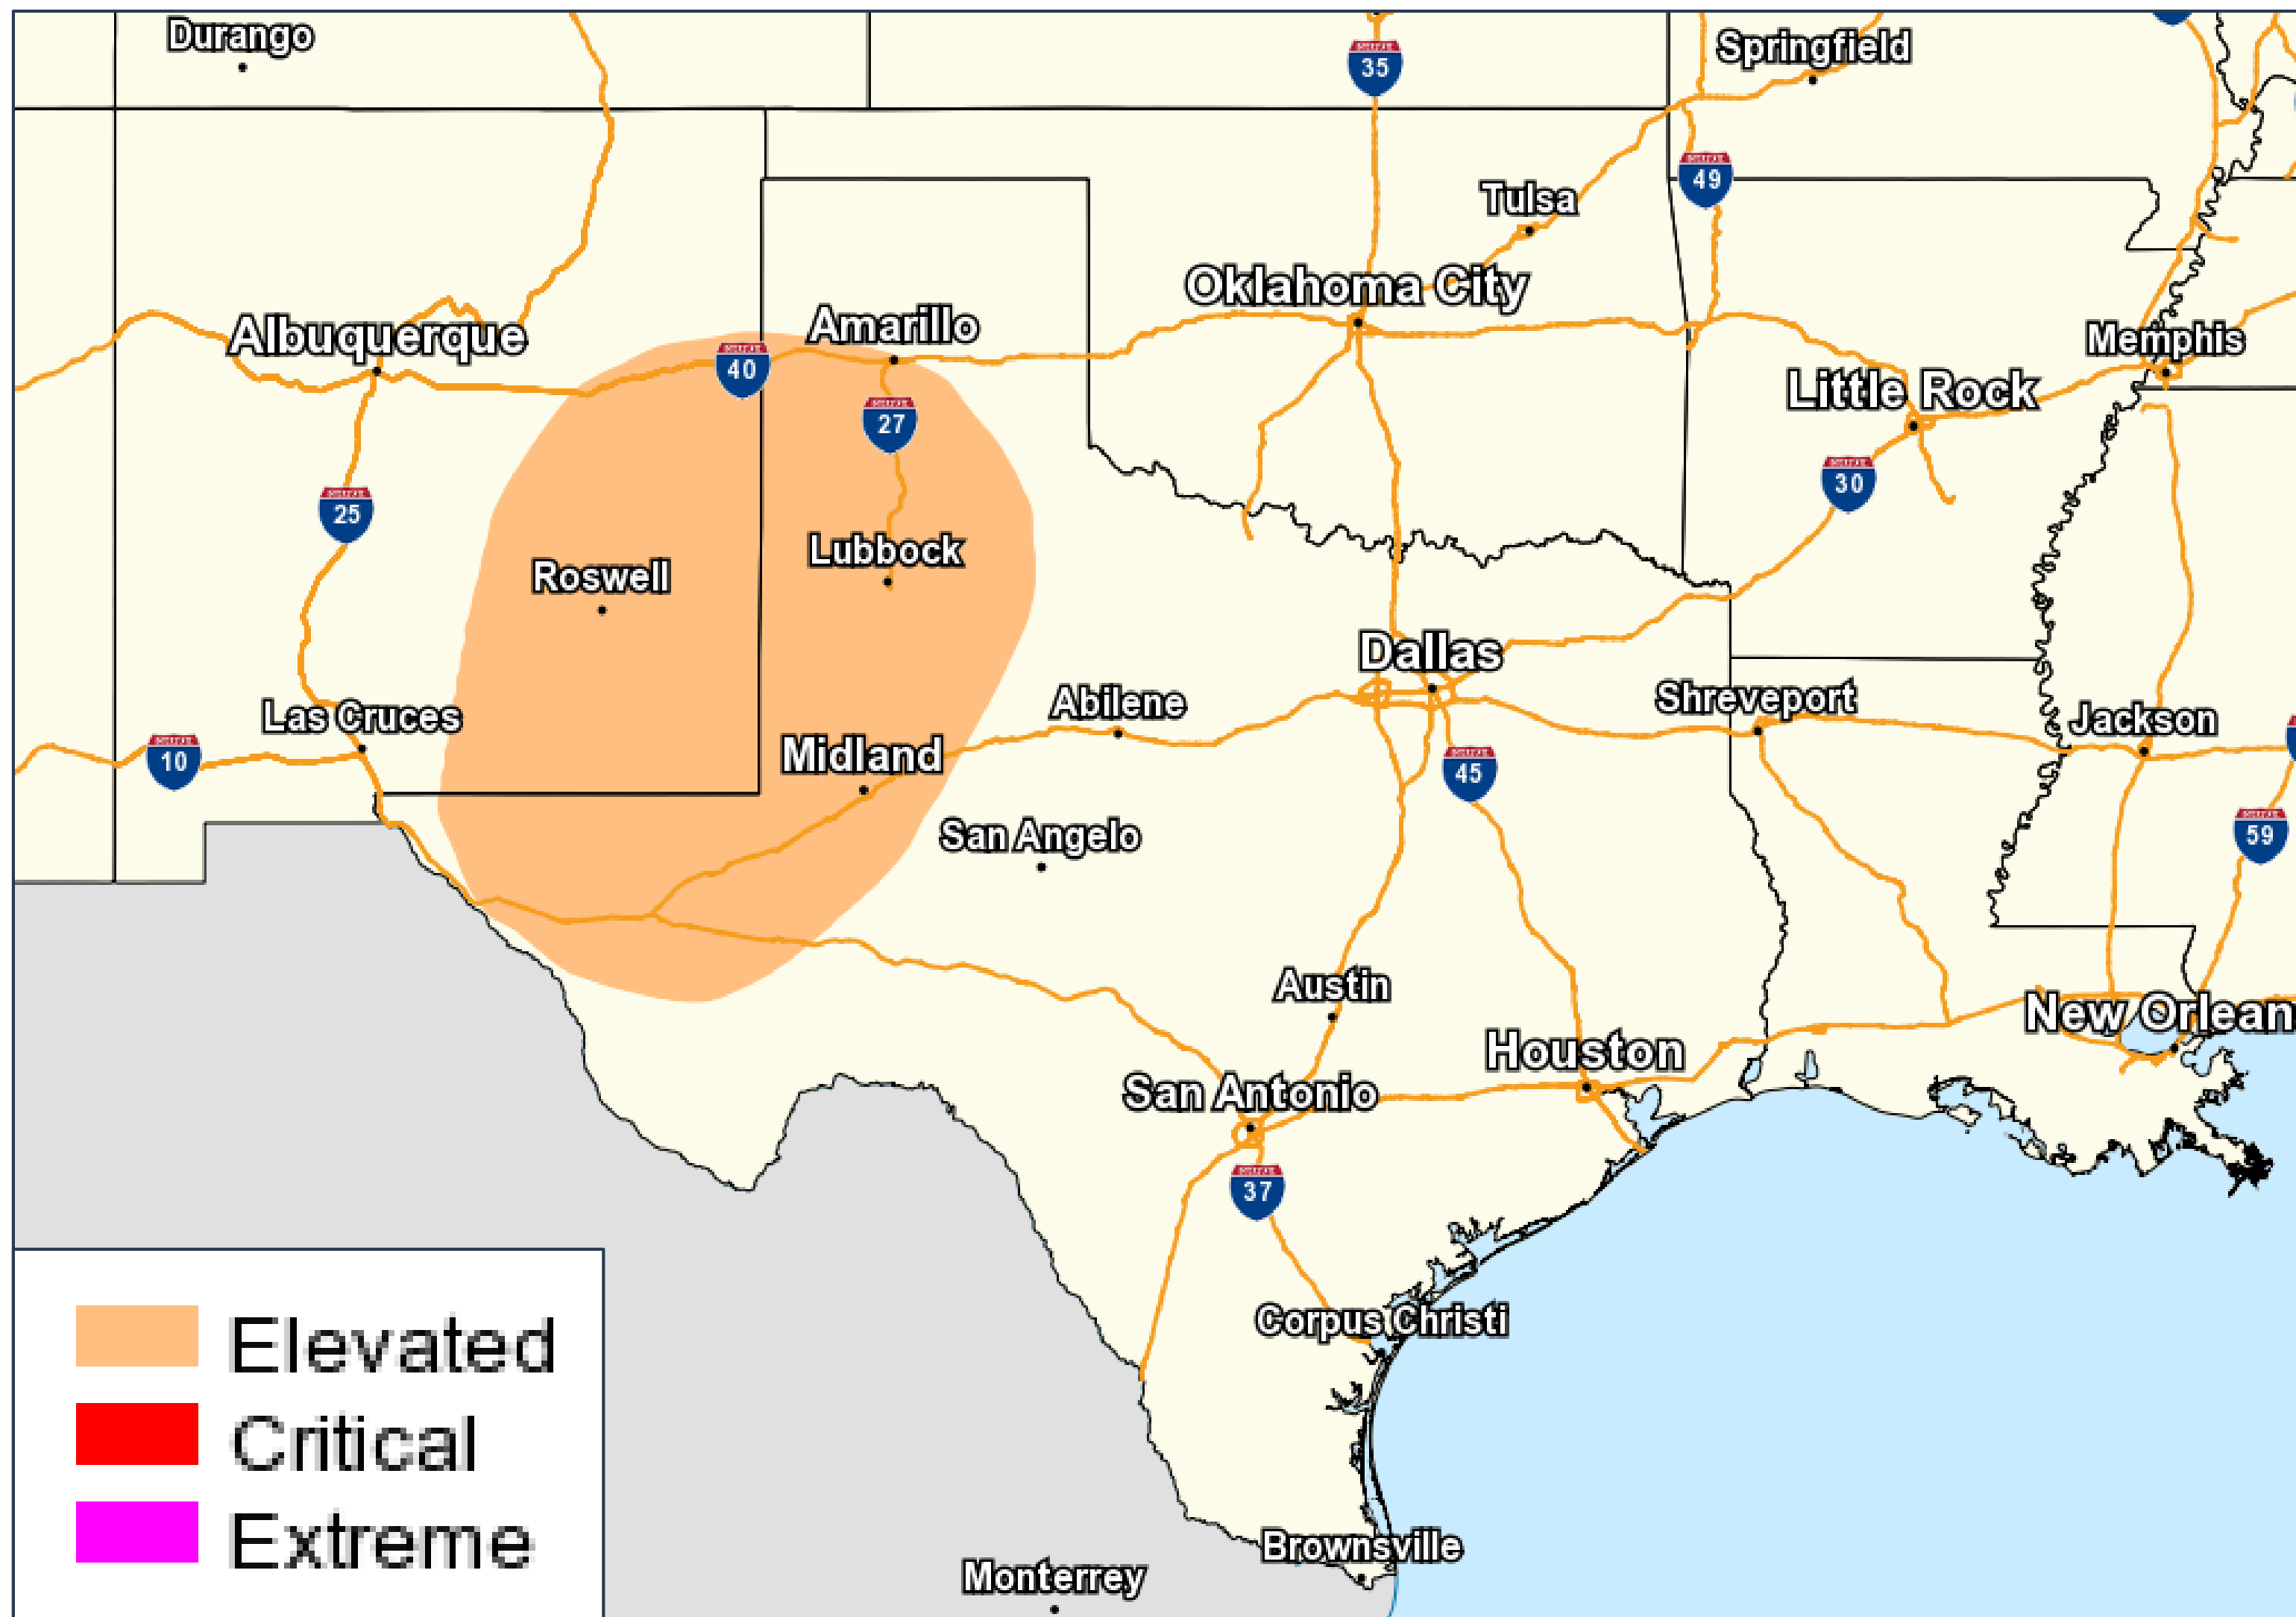 Durango
35
Springfield
49
Tulsa
Oklahoma City
Albuquerque
Amarillo
Memphis
40
Little Rock
27
30
25
Lubbock
Roswell
Dallas
Abilene
Shreveport
Las Cruces
Jackson
10
Midland
45
San Angelo
59
Austin
New Orlean
Houston
San Antonio
37
Corpus Christi
Elevated
Critical
Extreme
Brownsville
Monterrey